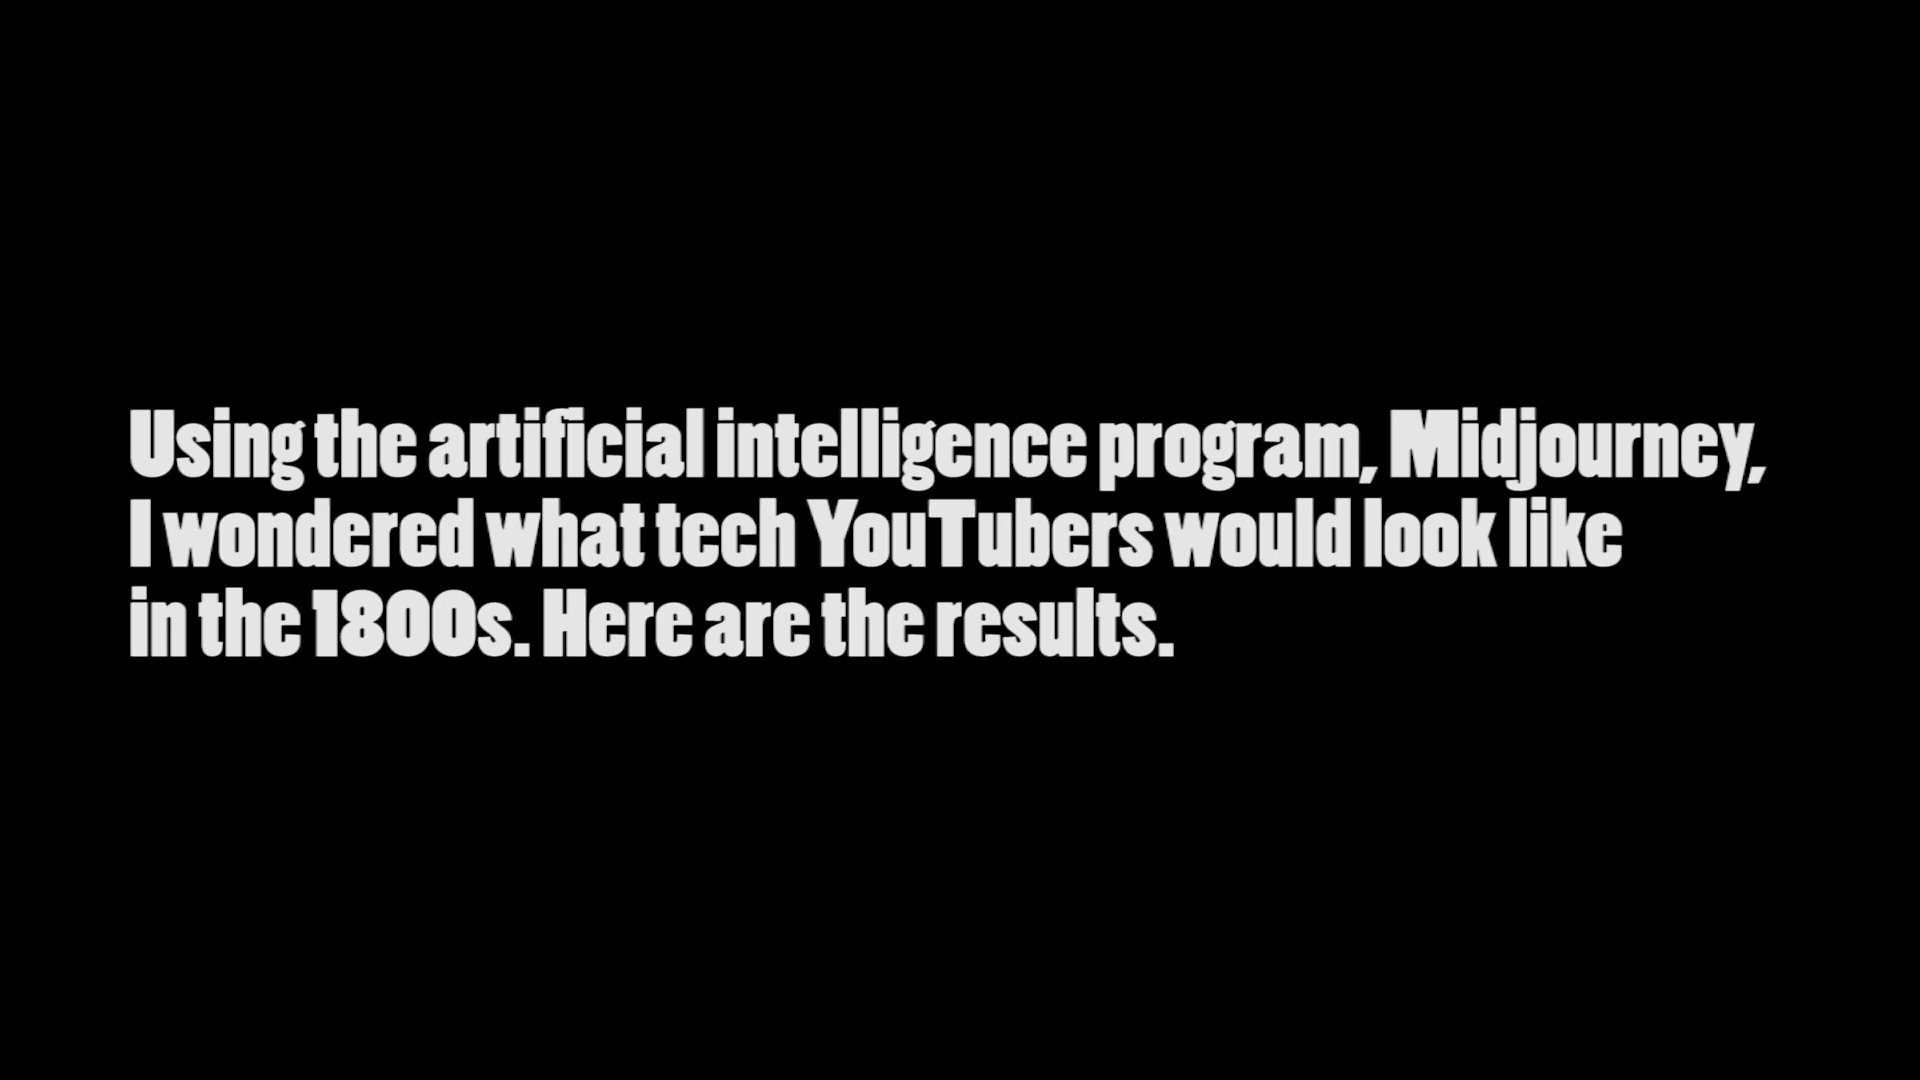 Using the artificial intelligence program, Midjourney,
I wondered what tech YouTubers would look like
in the 1800s. Here are the results.